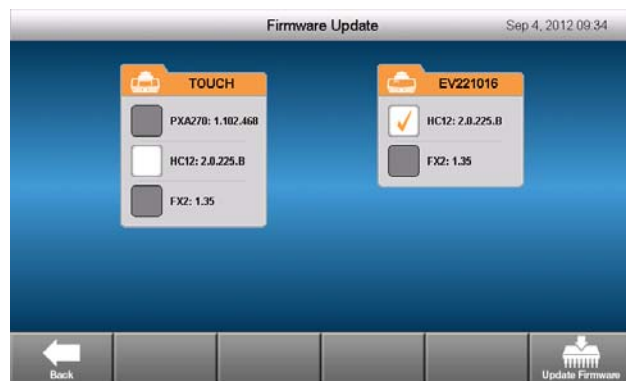 Firmware Update
Sep 4, 2012 09:34
TOUCH
PXA270: 1.102.468
HC12: 2.0.225.B
FX2: 1.35
EV221016
HC12: 2.0.225.B
FX2: 1.35
Back
Update Firmware